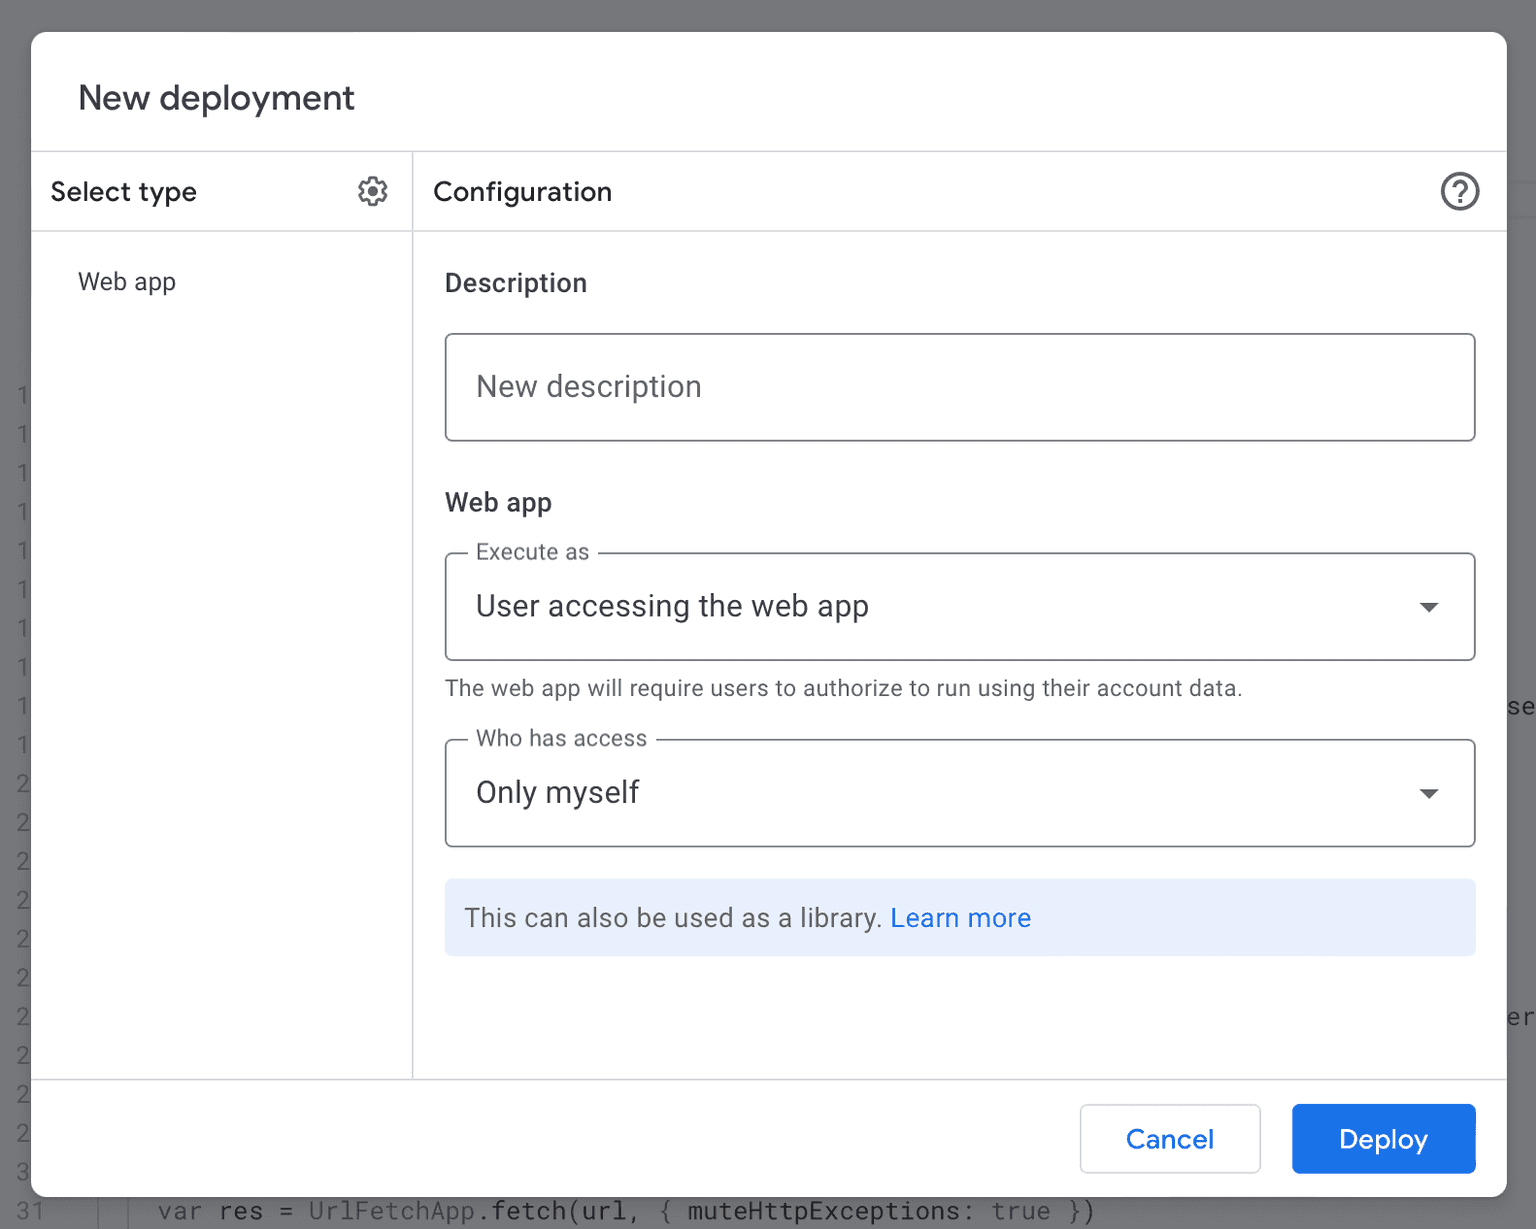 New deployment
Select type
Configuration
Web app
Description
New description
Web app
Execute as
User accessing the web app
The web app will require users to authorize to run using their account data.
Who has access
Only myself
This can also be used as a library. Learn more
Cancel
Deploy
31 var res = UrlFetchApp.fetch(url, { muteHttpExceptions: true })